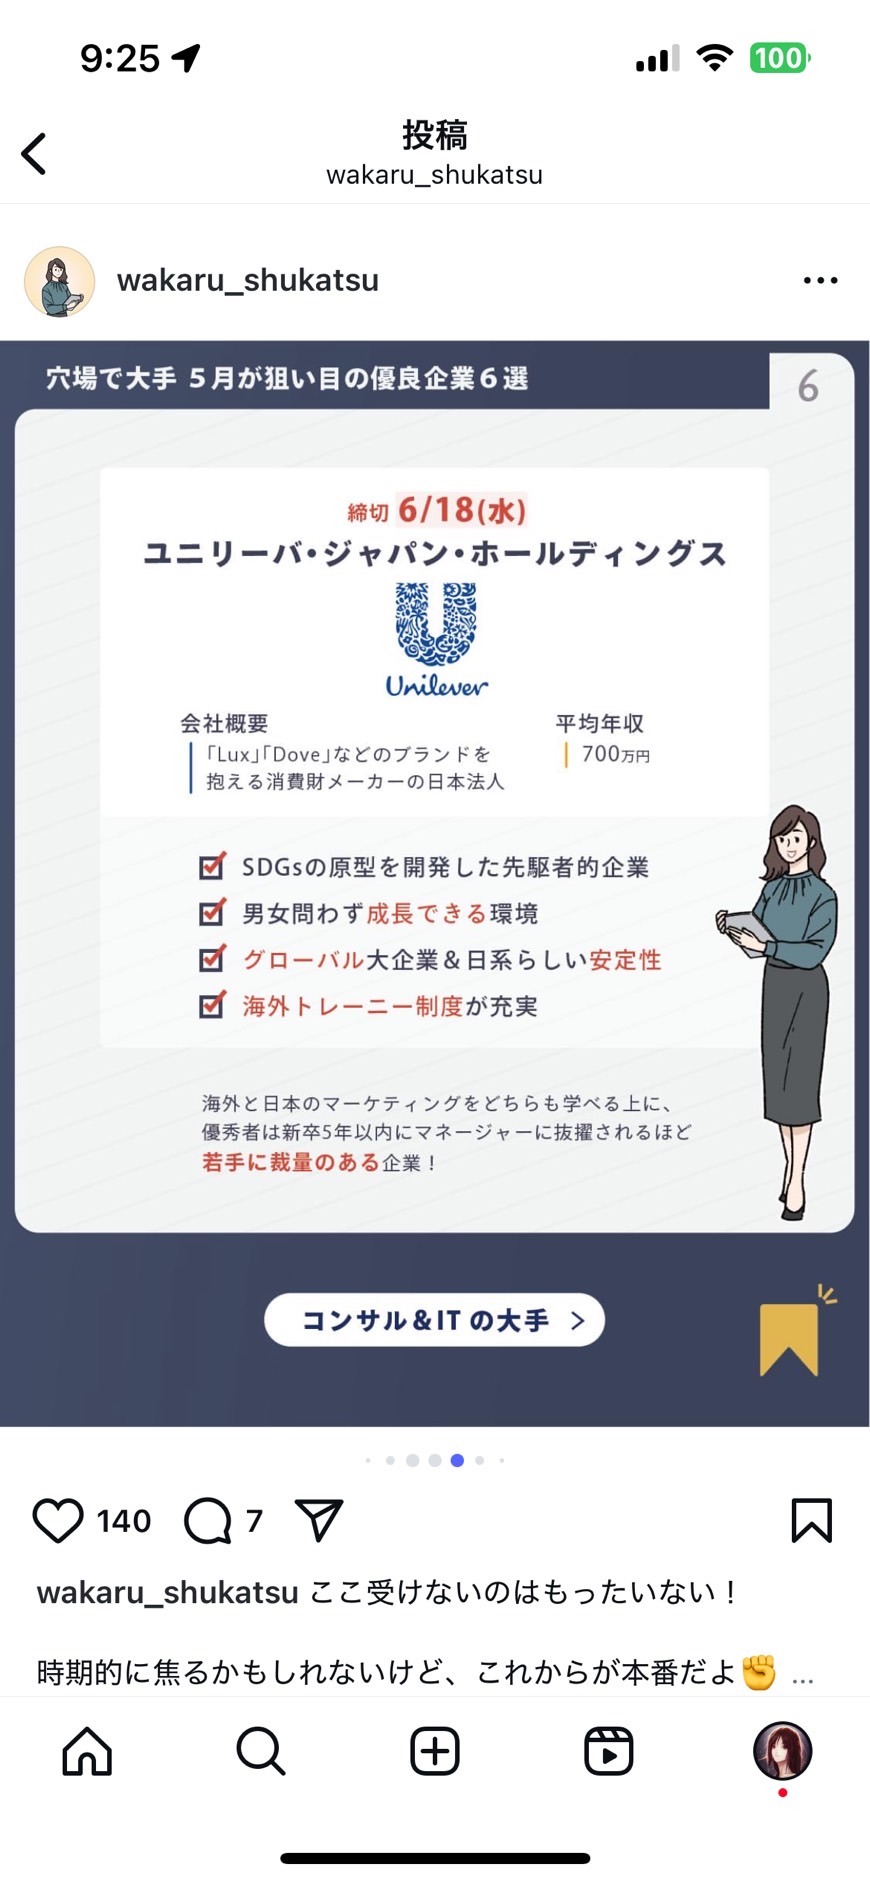 9:25
100
投稿
wakaru_shukatsu
wakaru_shukatsu
穴場で大手 5月が狙い目の優良企業6選
6
締切 6/18(水)
ユニリーバ・ジャパン・ホールディングス
Unilever
会社概要
「Lux」「Dove」などのブランドを
抱える消費財メーカーの日本法人
平均年収
700万円
SDGsの原型を開発した先駆者的企業
男女問わず成長できる環境
グローバル大企業＆日系らしい安定性
海外トレーニー制度が充実
海外と日本のマーケティングをどちらも学べる上に、
優秀者は新卒5年以内にマネージャーに抜擢されるほど
若手に裁量のある企業！
コンサル＆ITの大手 >
140
7
wakaru_shukatsu ここ受けないのはもったいない！
時期的に焦るかもしれないけど、これからが本番だよ✊ ...